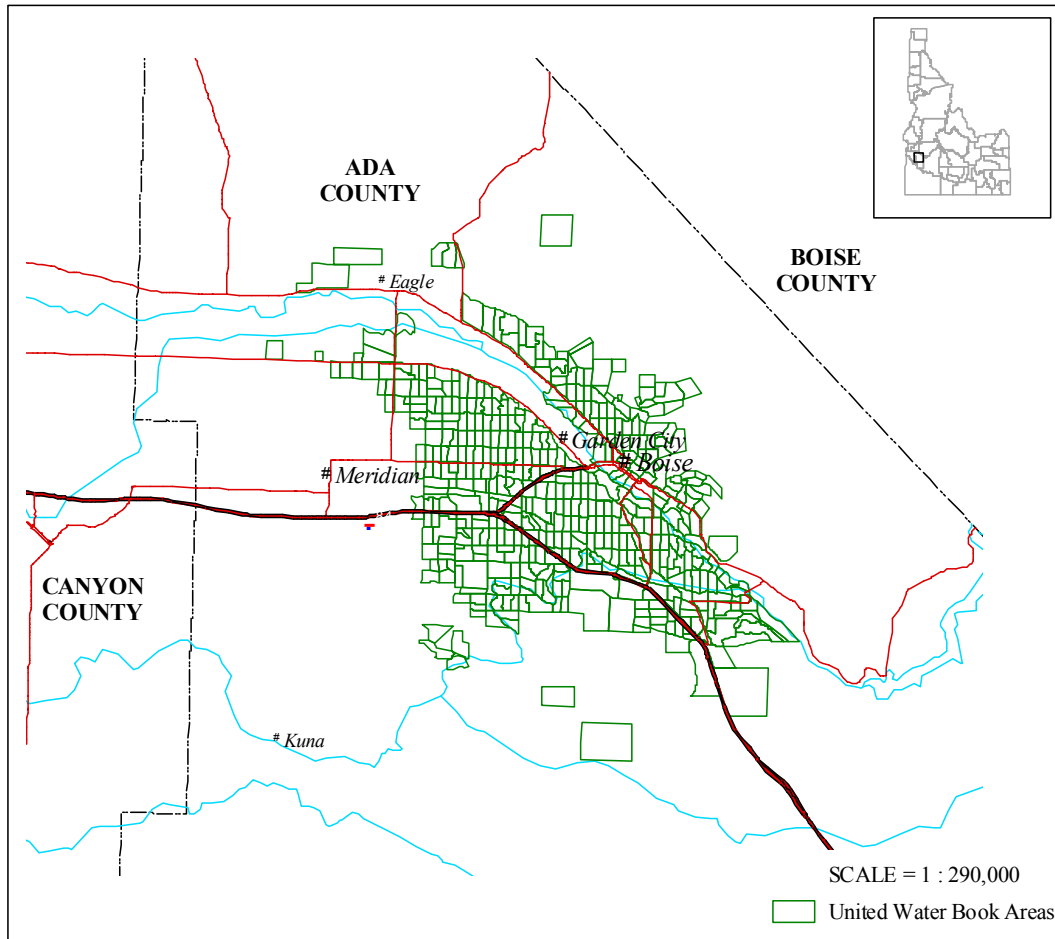 ADA
COUNTY
BOISE
COUNTY
# Eagle
# Garden City
# Boise
# Meridian
84
CANYON
COUNTY
# Kuna
SCALE = 1 : 290,000
United Water Book Areas